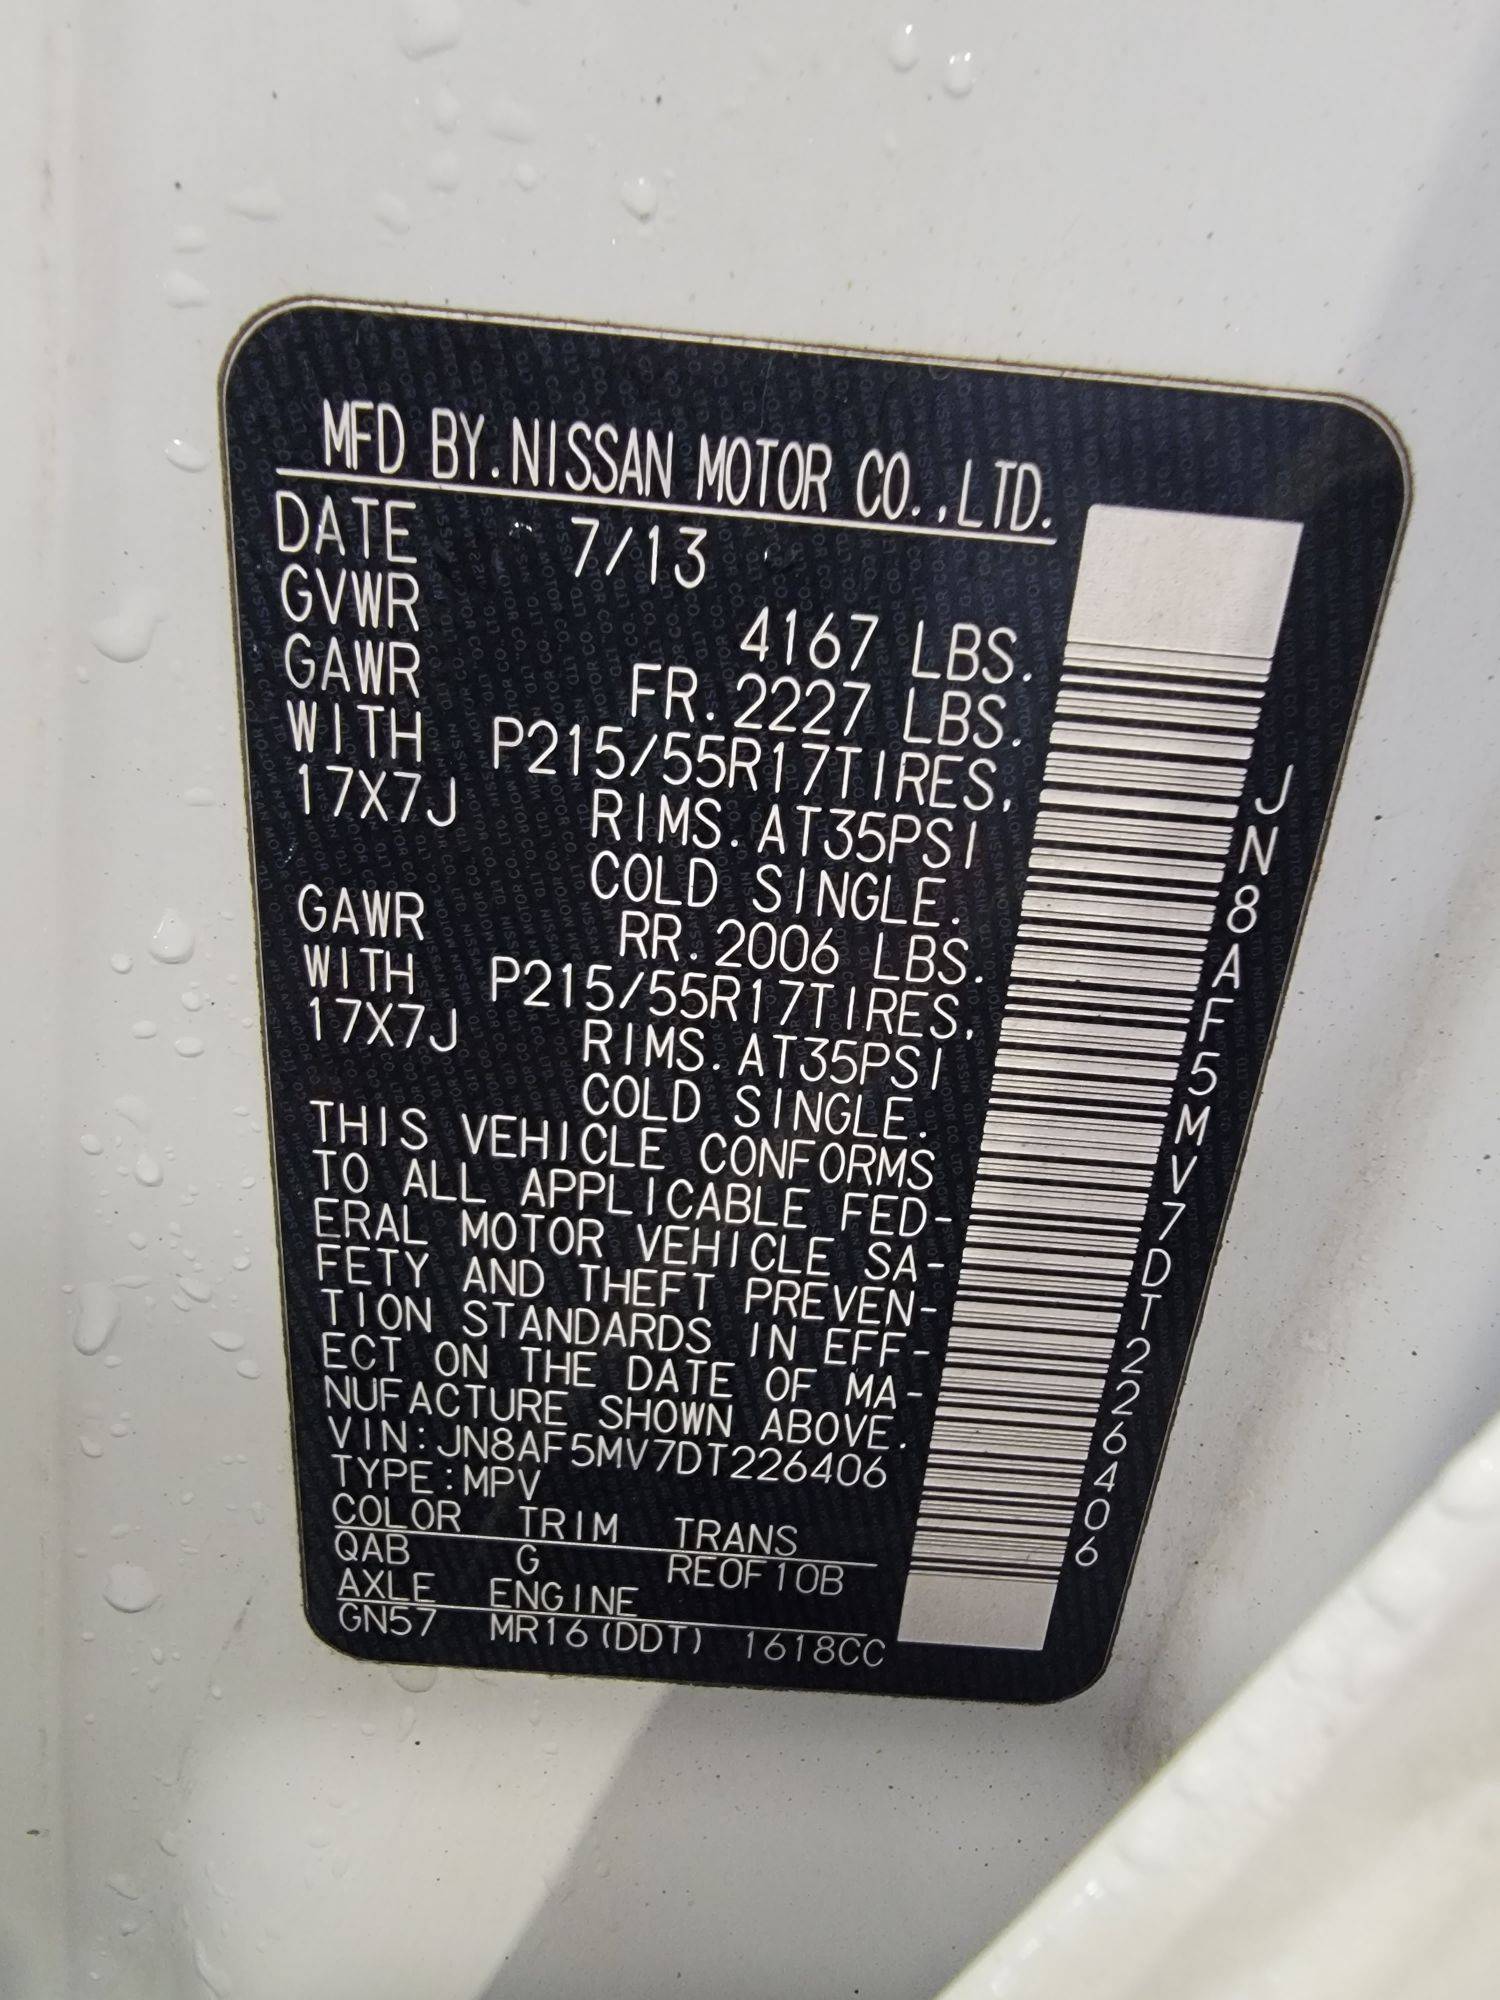 MFD BY.NISSAN MOTOR CO.,LTD.
DATE 7/13
GVWR 4167 LBS.
GAWR FR.2227 LBS.
WITH P215/55R17TIRES,
17X7J RIMS.AT35PSI
COLD SINGLE.
GAWR RR.2006 LBS.
WITH P215/55R17TIRES,
17X7J RIMS.AT35PSI
COLD SINGLE.
THIS VEHICLE CONFORMS
TO ALL APPLICABLE FED-
ERAL MOTOR VEHICLE SA-
FETY AND THEFT PREVEN-
TION STANDARDS IN EFF-
ECT ON THE DATE OF MA-
NUFACTURE SHOWN ABOVE.
VIN:JN8AF5MV7DT226406
TYPE:MPV
COLOR TRIM TRANS
QAB G RE0F10B
AXLE ENGINE
GN57 MR16(DDT) 1618CC
JN8AF5MV7DT226406